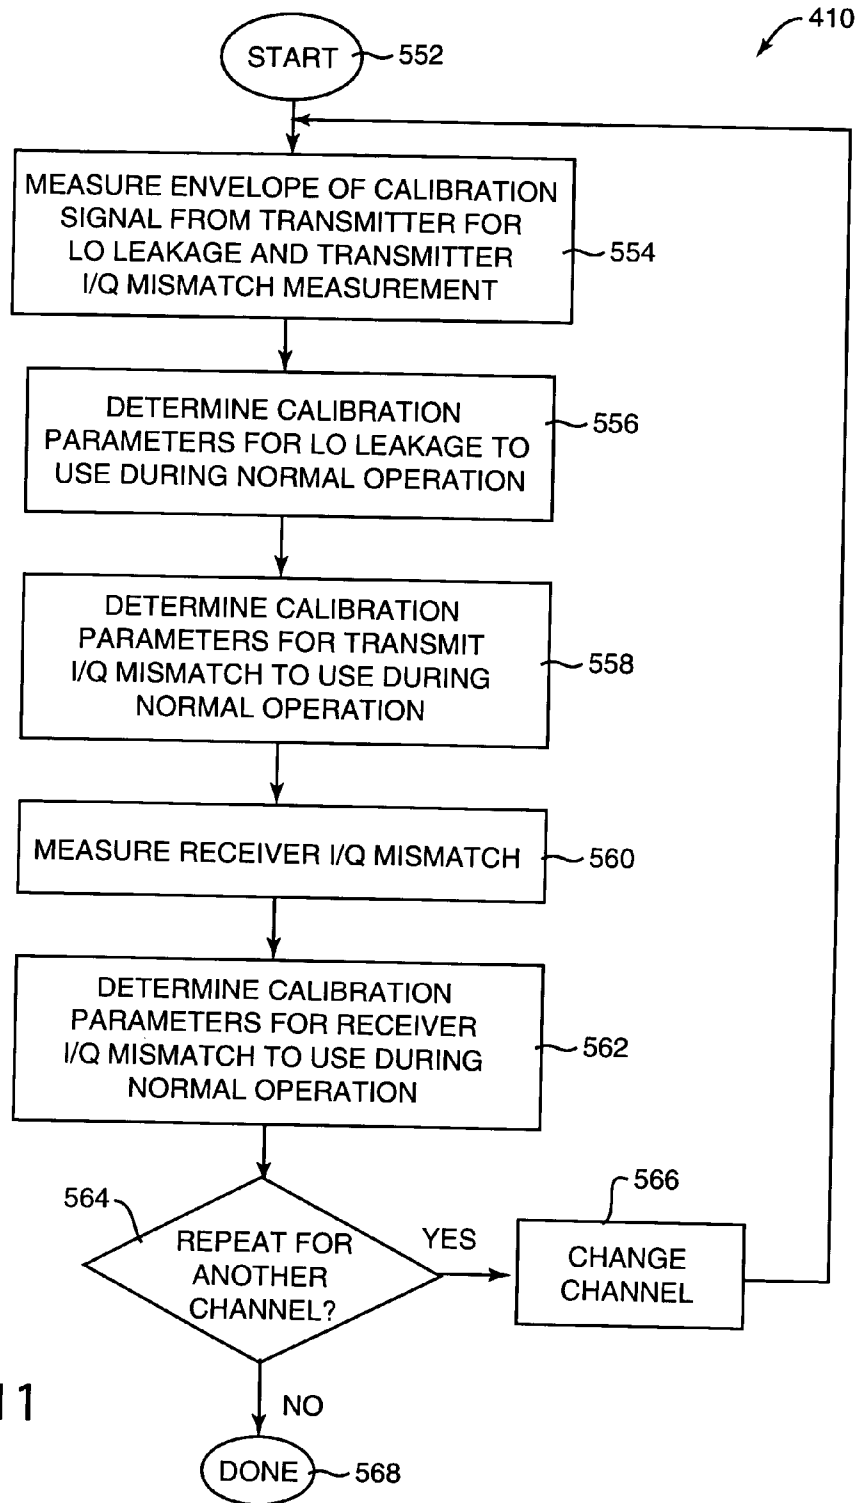 410
START
552
MEASURE ENVELOPE OF CALIBRATION
SIGNAL FROM TRANSMITTER FOR
LO LEAKAGE AND TRANSMITTER
I/Q MISMATCH MEASUREMENT
554
DETERMINE CALIBRATION
PARAMETERS FOR LO LEAKAGE TO
USE DURING NORMAL OPERATION
556
DETERMINE CALIBRATION
PARAMETERS FOR TRANSMIT
I/Q MISMATCH TO USE DURING
NORMAL OPERATION
558
MEASURE RECEIVER I/Q MISMATCH
560
DETERMINE CALIBRATION
PARAMETERS FOR RECEIVER
I/Q MISMATCH TO USE DURING
NORMAL OPERATION
562
564
REPEAT FOR
ANOTHER
CHANNEL?
YES
566
CHANGE
CHANNEL
NO
11
DONE
568